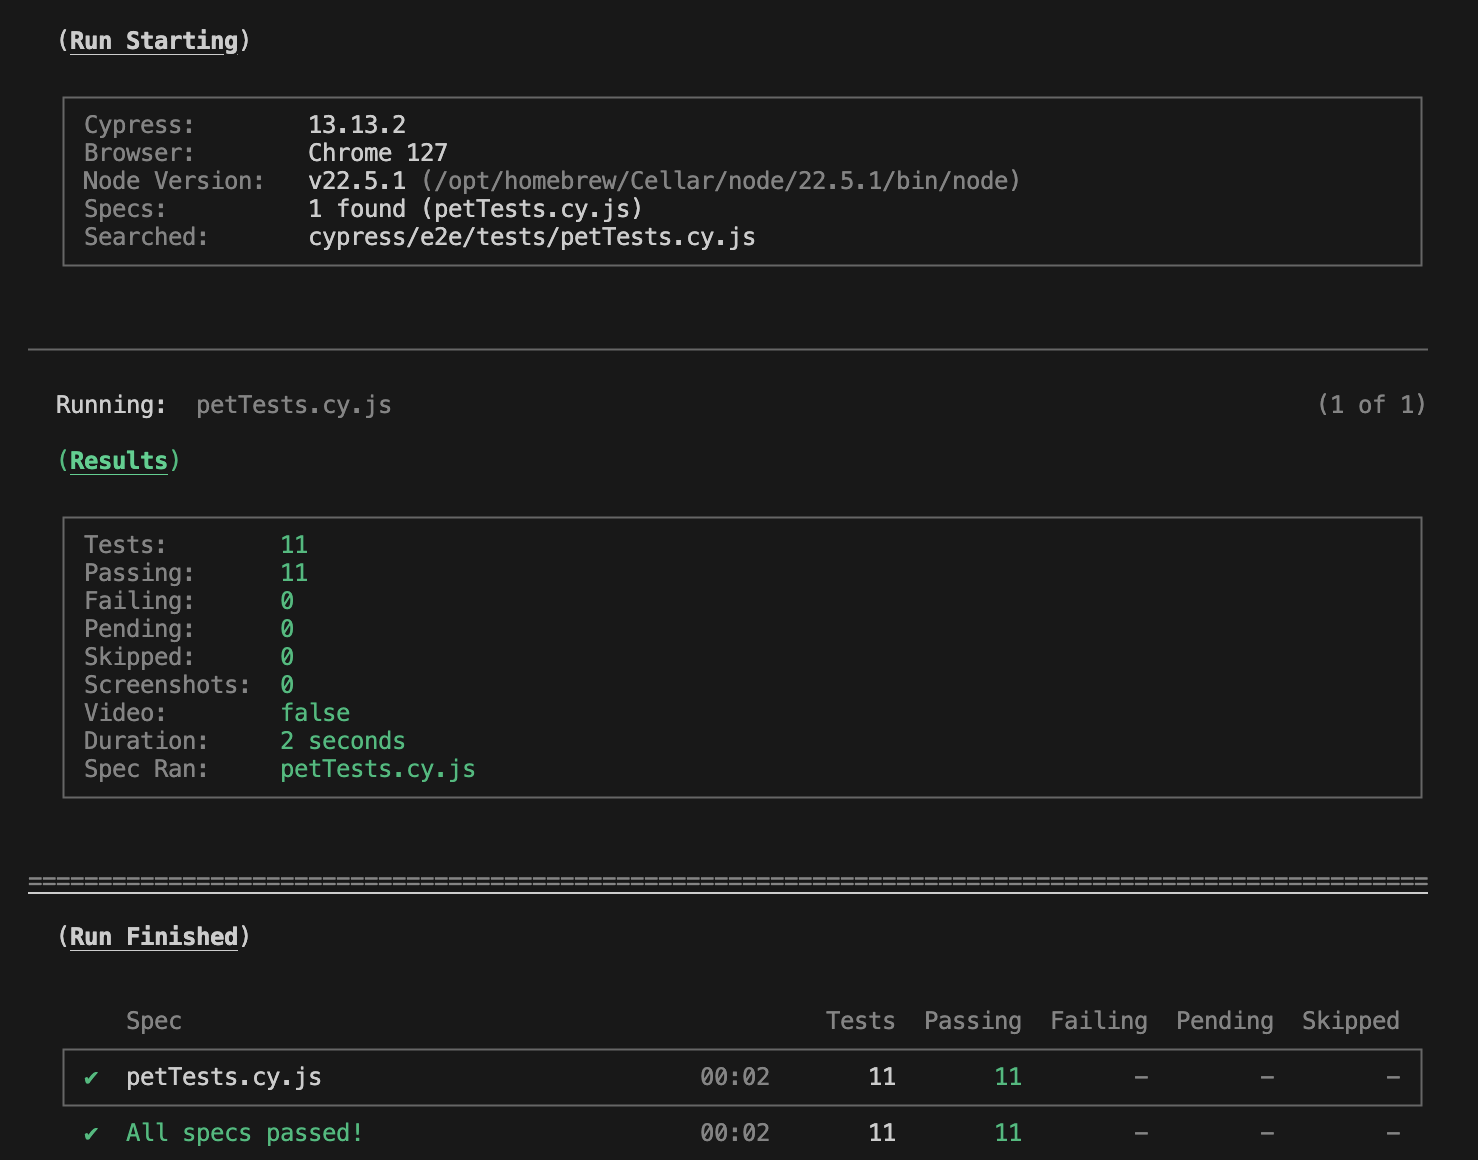 (Run Starting)
Cypress: 13.13.2
Browser: Chrome 127
Node Version: v22.5.1 (/opt/homebrew/Cellar/node/22.5.1/bin/node)
Specs: 1 found (petTests.cy.js)
Searched: cypress/e2e/tests/petTests.cy.js
Running: petTests.cy.js (1 of 1)
(Results)
Tests: 11
Passing: 11
Failing: 0
Pending: 0
Skipped: 0
Screenshots: 0
Video: false
Duration: 2 seconds
Spec Ran: petTests.cy.js
====================================================================================================
(Run Finished)
Spec Tests Passing Failing Pending Skipped
✔ petTests.cy.js 00:02 11 11 – – –
✔ All specs passed! 00:02 11 11 – – –